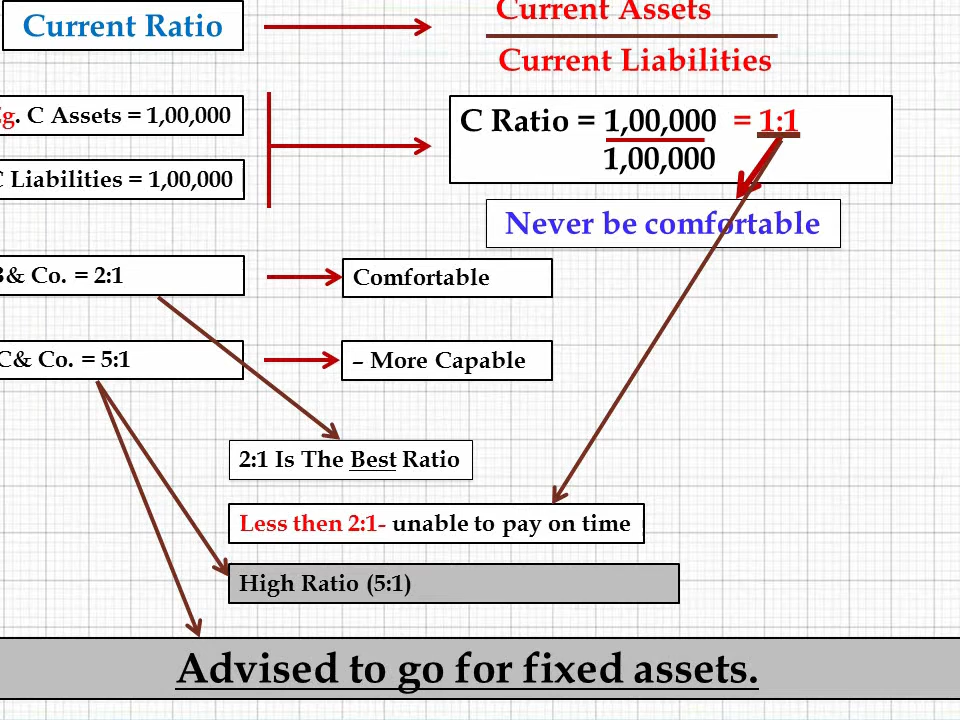 Current Ratio
Current Assets
Current Liabilities
Eg. C Assets = 1,00,000
C Liabilities = 1,00,000
C Ratio = 1,00,000 = 1:1
1,00,000
Never be comfortable
B& Co. = 2:1
Comfortable
C& Co. = 5:1
– More Capable
2:1 Is The Best Ratio
Less then 2:1- unable to pay on time
High Ratio (5:1)
Advised to go for fixed assets.